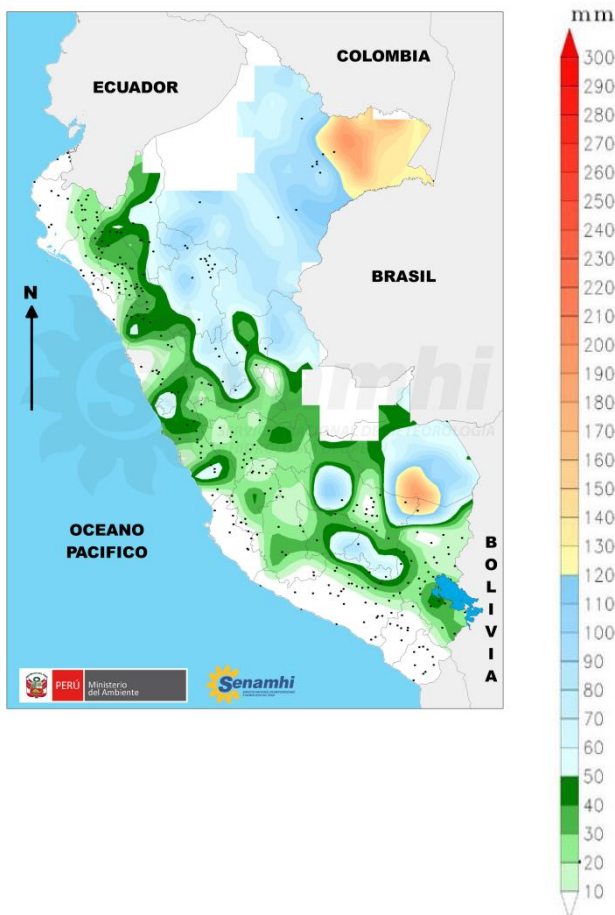 mm
COLOMBIA
ECUADOR
BRASIL
N
Senamhi
OCEANO
PACIFICO
BOLIVIA
PERÚ
Ministerio
del Ambiente
Senamhi
300
290
280
270
260
250
240
230
220
210
200
190
180
170
160
150
140
130
120
110
100
90
80
70
60
50
40
30
20
10